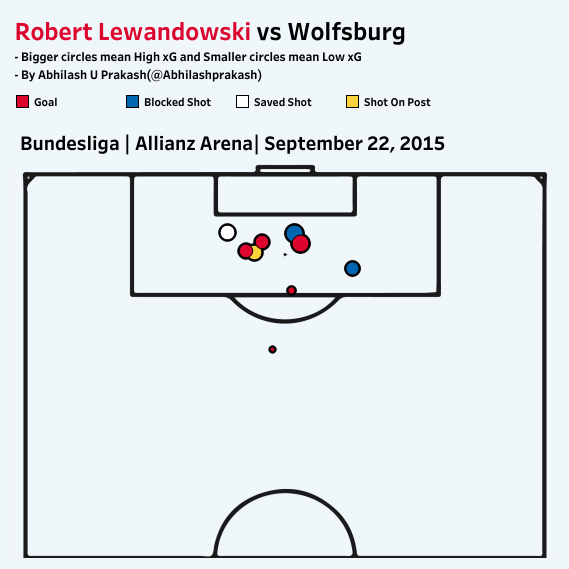 Robert Lewandowski vs Wolfsburg
- Bigger circles mean High xG and Smaller circles mean Low xG
- By Abhilash U Prakash(@Abhilashprakash)
Goal Blocked Shot Saved Shot Shot On Post
Bundesliga | Allianz Arena| September 22, 2015